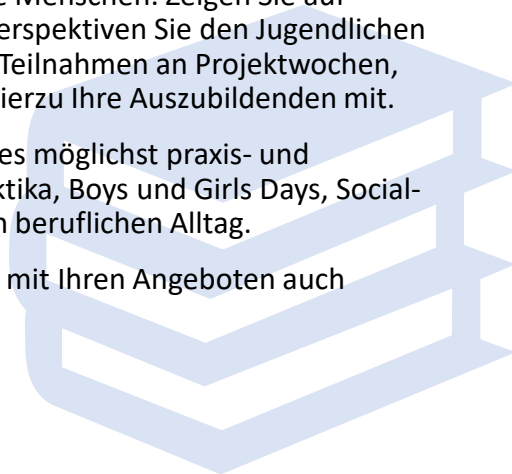 e Menschen. Zeigen Sie auf
erspektiven Sie den Jugendlichen
Teilnahmen an Projektwochen,
ierzu Ihre Auszubildenden mit.
es möglichst praxis- und
ktika, Boys und Girls Days, Social-
n beruflichen Alltag.
mit Ihren Angeboten auch